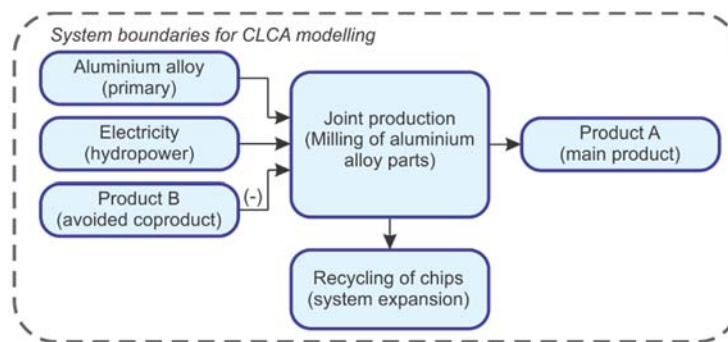 System boundaries for CLCA modelling
Aluminium alloy
(primary)
Electricity
(hydropower)
Product B
(avoided coproduct)
(-)
Joint production
(Milling of aluminium
alloy parts)
Product A
(main product)
Recycling of chips
(system expansion)